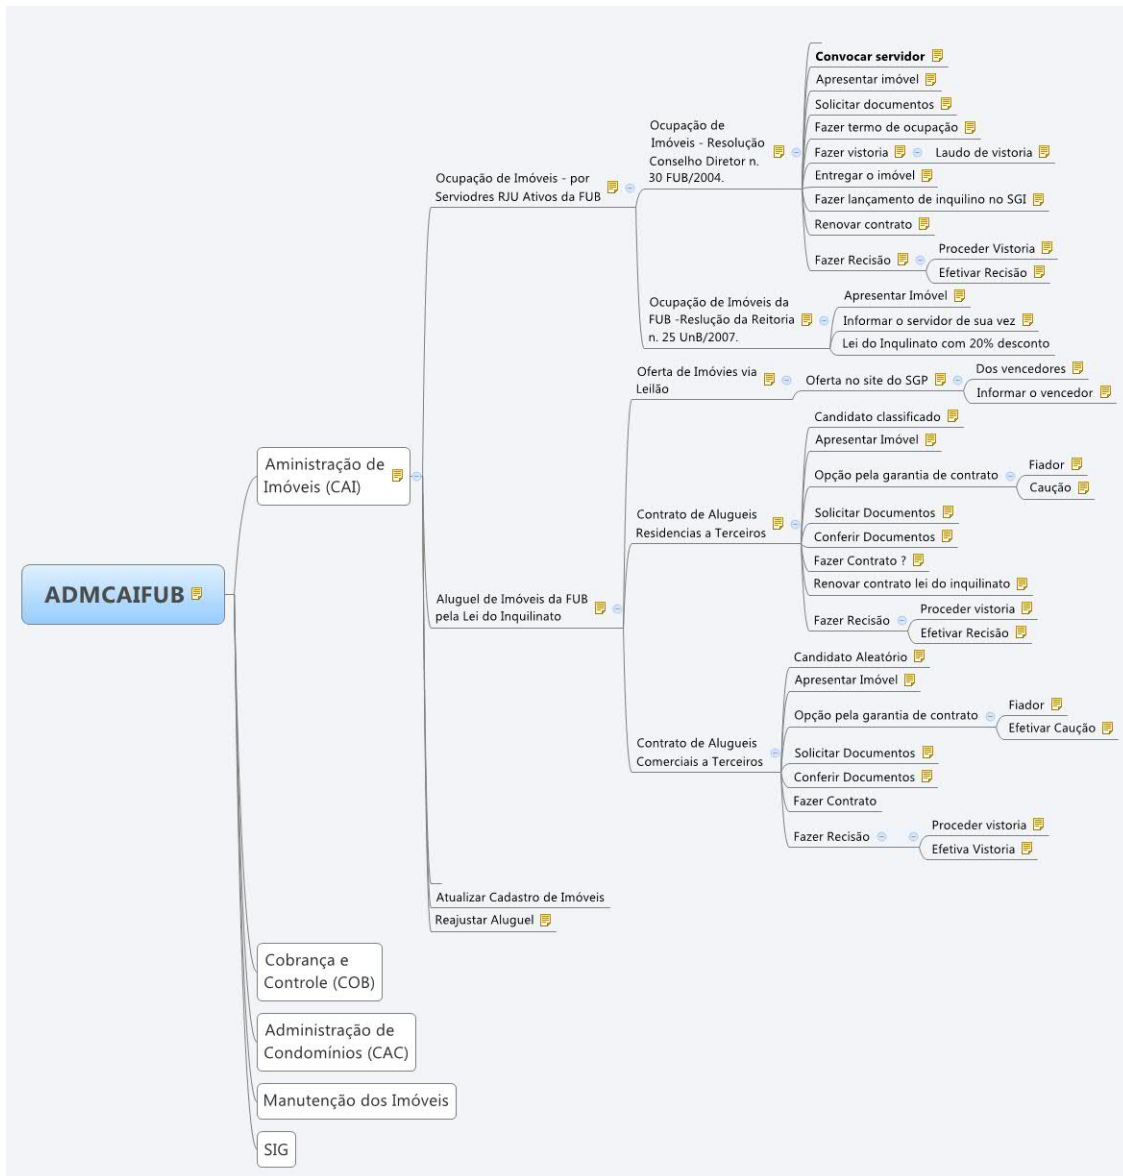 ADMCAIFUB
Aministração de
Imóveis (CAI)
Ocupação de Imóveis - por
Serviodres RJU Ativos da FUB
Ocupação de
Imóveis - Resolução
Conselho Diretor n.
30 FUB/2004.
Convocar servidor
Apresentar imóvel
Solicitar documentos
Fazer termo de ocupação
Fazer vistoria
Laudo de vistoria
Entregar o imóvel
Fazer lançamento de inquilino no SGI
Renovar contrato
Fazer Recisão
Proceder Vistoria
Efetivar Recisão
Ocupação de Imóveis da
FUB -Reslução da Reitoria
n. 25 UnB/2007.
Apresentar Imóvel
Informar o servidor de sua vez
Lei do Inqulinato com 20% desconto
Aluguel de Imóveis da FUB
pela Lei do Inquilinato
Oferta de Imóvies via
Leilão
Oferta no site do SGP
Dos vencedores
Informar o vencedor
Contrato de Alugueis
Residencias a Terceiros
Candidato classificado
Apresentar Imóvel
Opção pela garantia de contrato
Fiador
Caução
Solicitar Documentos
Conferir Documentos
Fazer Contrato ?
Renovar contrato lei do inquilinato
Fazer Recisão
Proceder vistoria
Efetivar Recisão
Contrato de Alugueis
Comerciais a Terceiros
Candidato Aleatório
Apresentar Imóvel
Opção pela garantia de contrato
Fiador
Efetivar Caução
Solicitar Documentos
Conferir Documentos
Fazer Contrato
Fazer Recisão
Proceder vistoria
Efetiva Vistoria
Atualizar Cadastro de Imóveis
Reajustar Aluguel
Cobrança e
Controle (COB)
Administração de
Condomínios (CAC)
Manutenção dos Imóveis
SIG